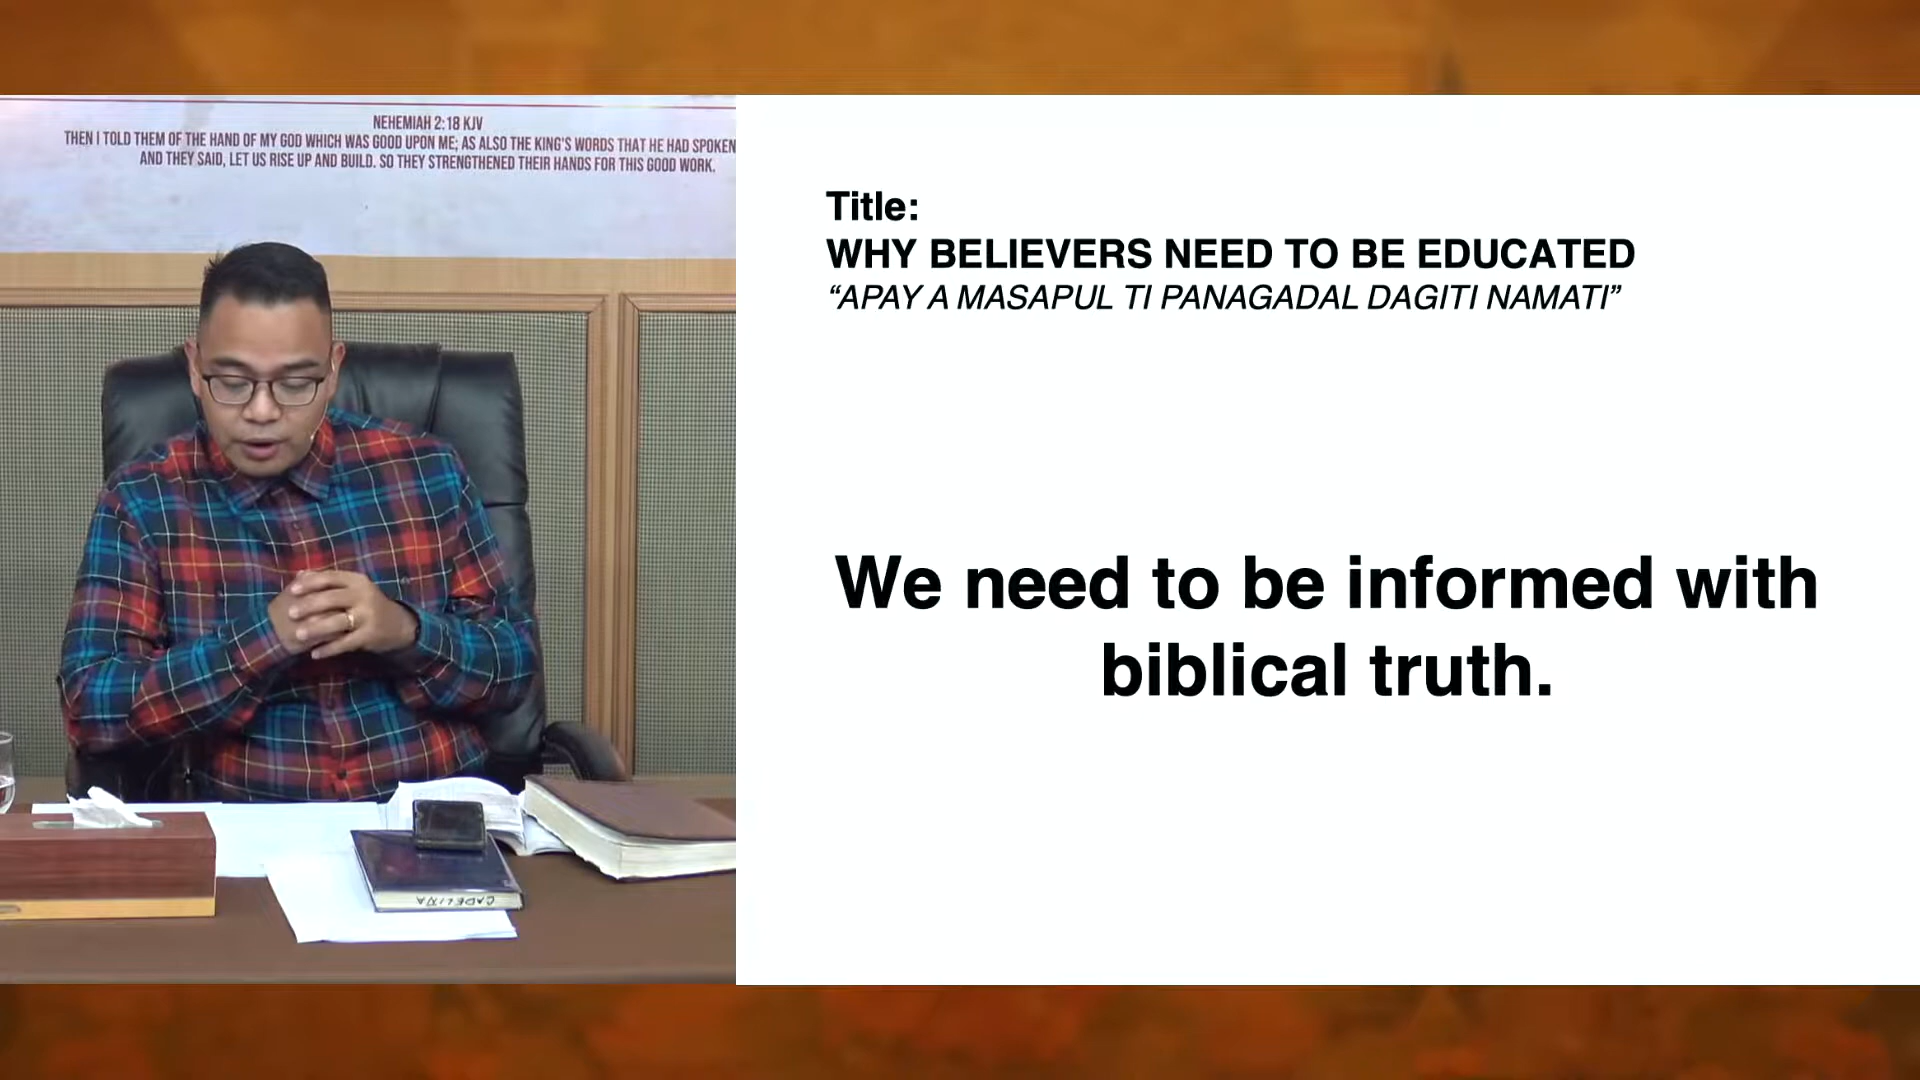 NEHEMIAH 2:18 KJV
THEN I TOLD THEM OF THE HAND OF MY GOD WHICH WAS GOOD UPON ME; AS ALSO THE KING'S WORDS THAT HE HAD SPOKEN
AND THEY SAID, LET US RISE UP AND BUILD. SO THEY STRENGTHENED THEIR HANDS FOR THIS GOOD WORK.
Title:
WHY BELIEVERS NEED TO BE EDUCATED
“APAY A MASAPUL TI PANAGADAL DAGITI NAMATI”
We need to be informed with
biblical truth.
CADELIÑA